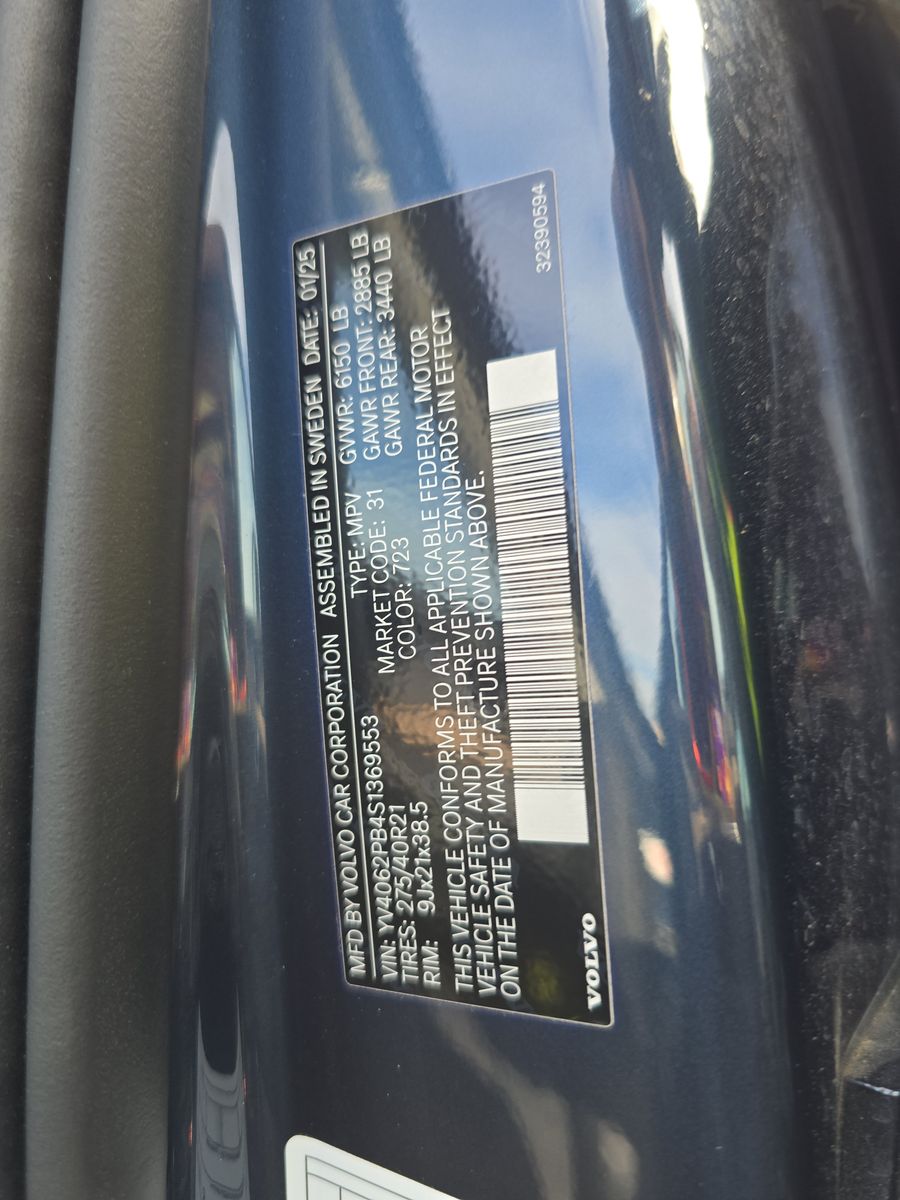 MFD BY VOLVO CAR CORPORATION ASSEMBLED IN SWEDEN DATE: 01/25
VIN: YV4062PB4S1369553 TYPE: MPV GVWR: 6150 LB
TIRES: 275/40R21 MARKET CODE: 31 GAWR FRONT: 2885 LB
RIM: 9Jx21x38.5 COLOR: 723 GAWR REAR: 3440 LB
THIS VEHICLE CONFORMS TO ALL APPLICABLE FEDERAL MOTOR
VEHICLE SAFETY AND THEFT PREVENTION STANDARDS IN EFFECT
ON THE DATE OF MANUFACTURE SHOWN ABOVE.
VOLVO 32390594